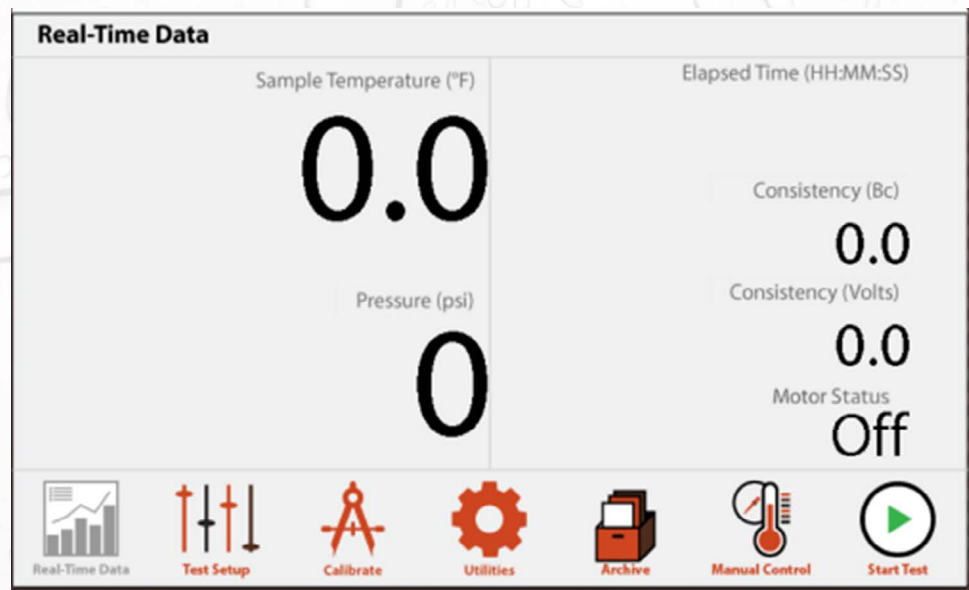 Real-Time Data
Sample Temperature (°F)
0.0
Pressure (psi)
0
Elapsed Time (HH:MM:SS)
Consistency (Bc)
0.0
Consistency (Volts)
0.0
Motor Status
Off
Real-Time Data
Test Setup
Calibrate
Utilities
Archive
Manual Control
Start Test